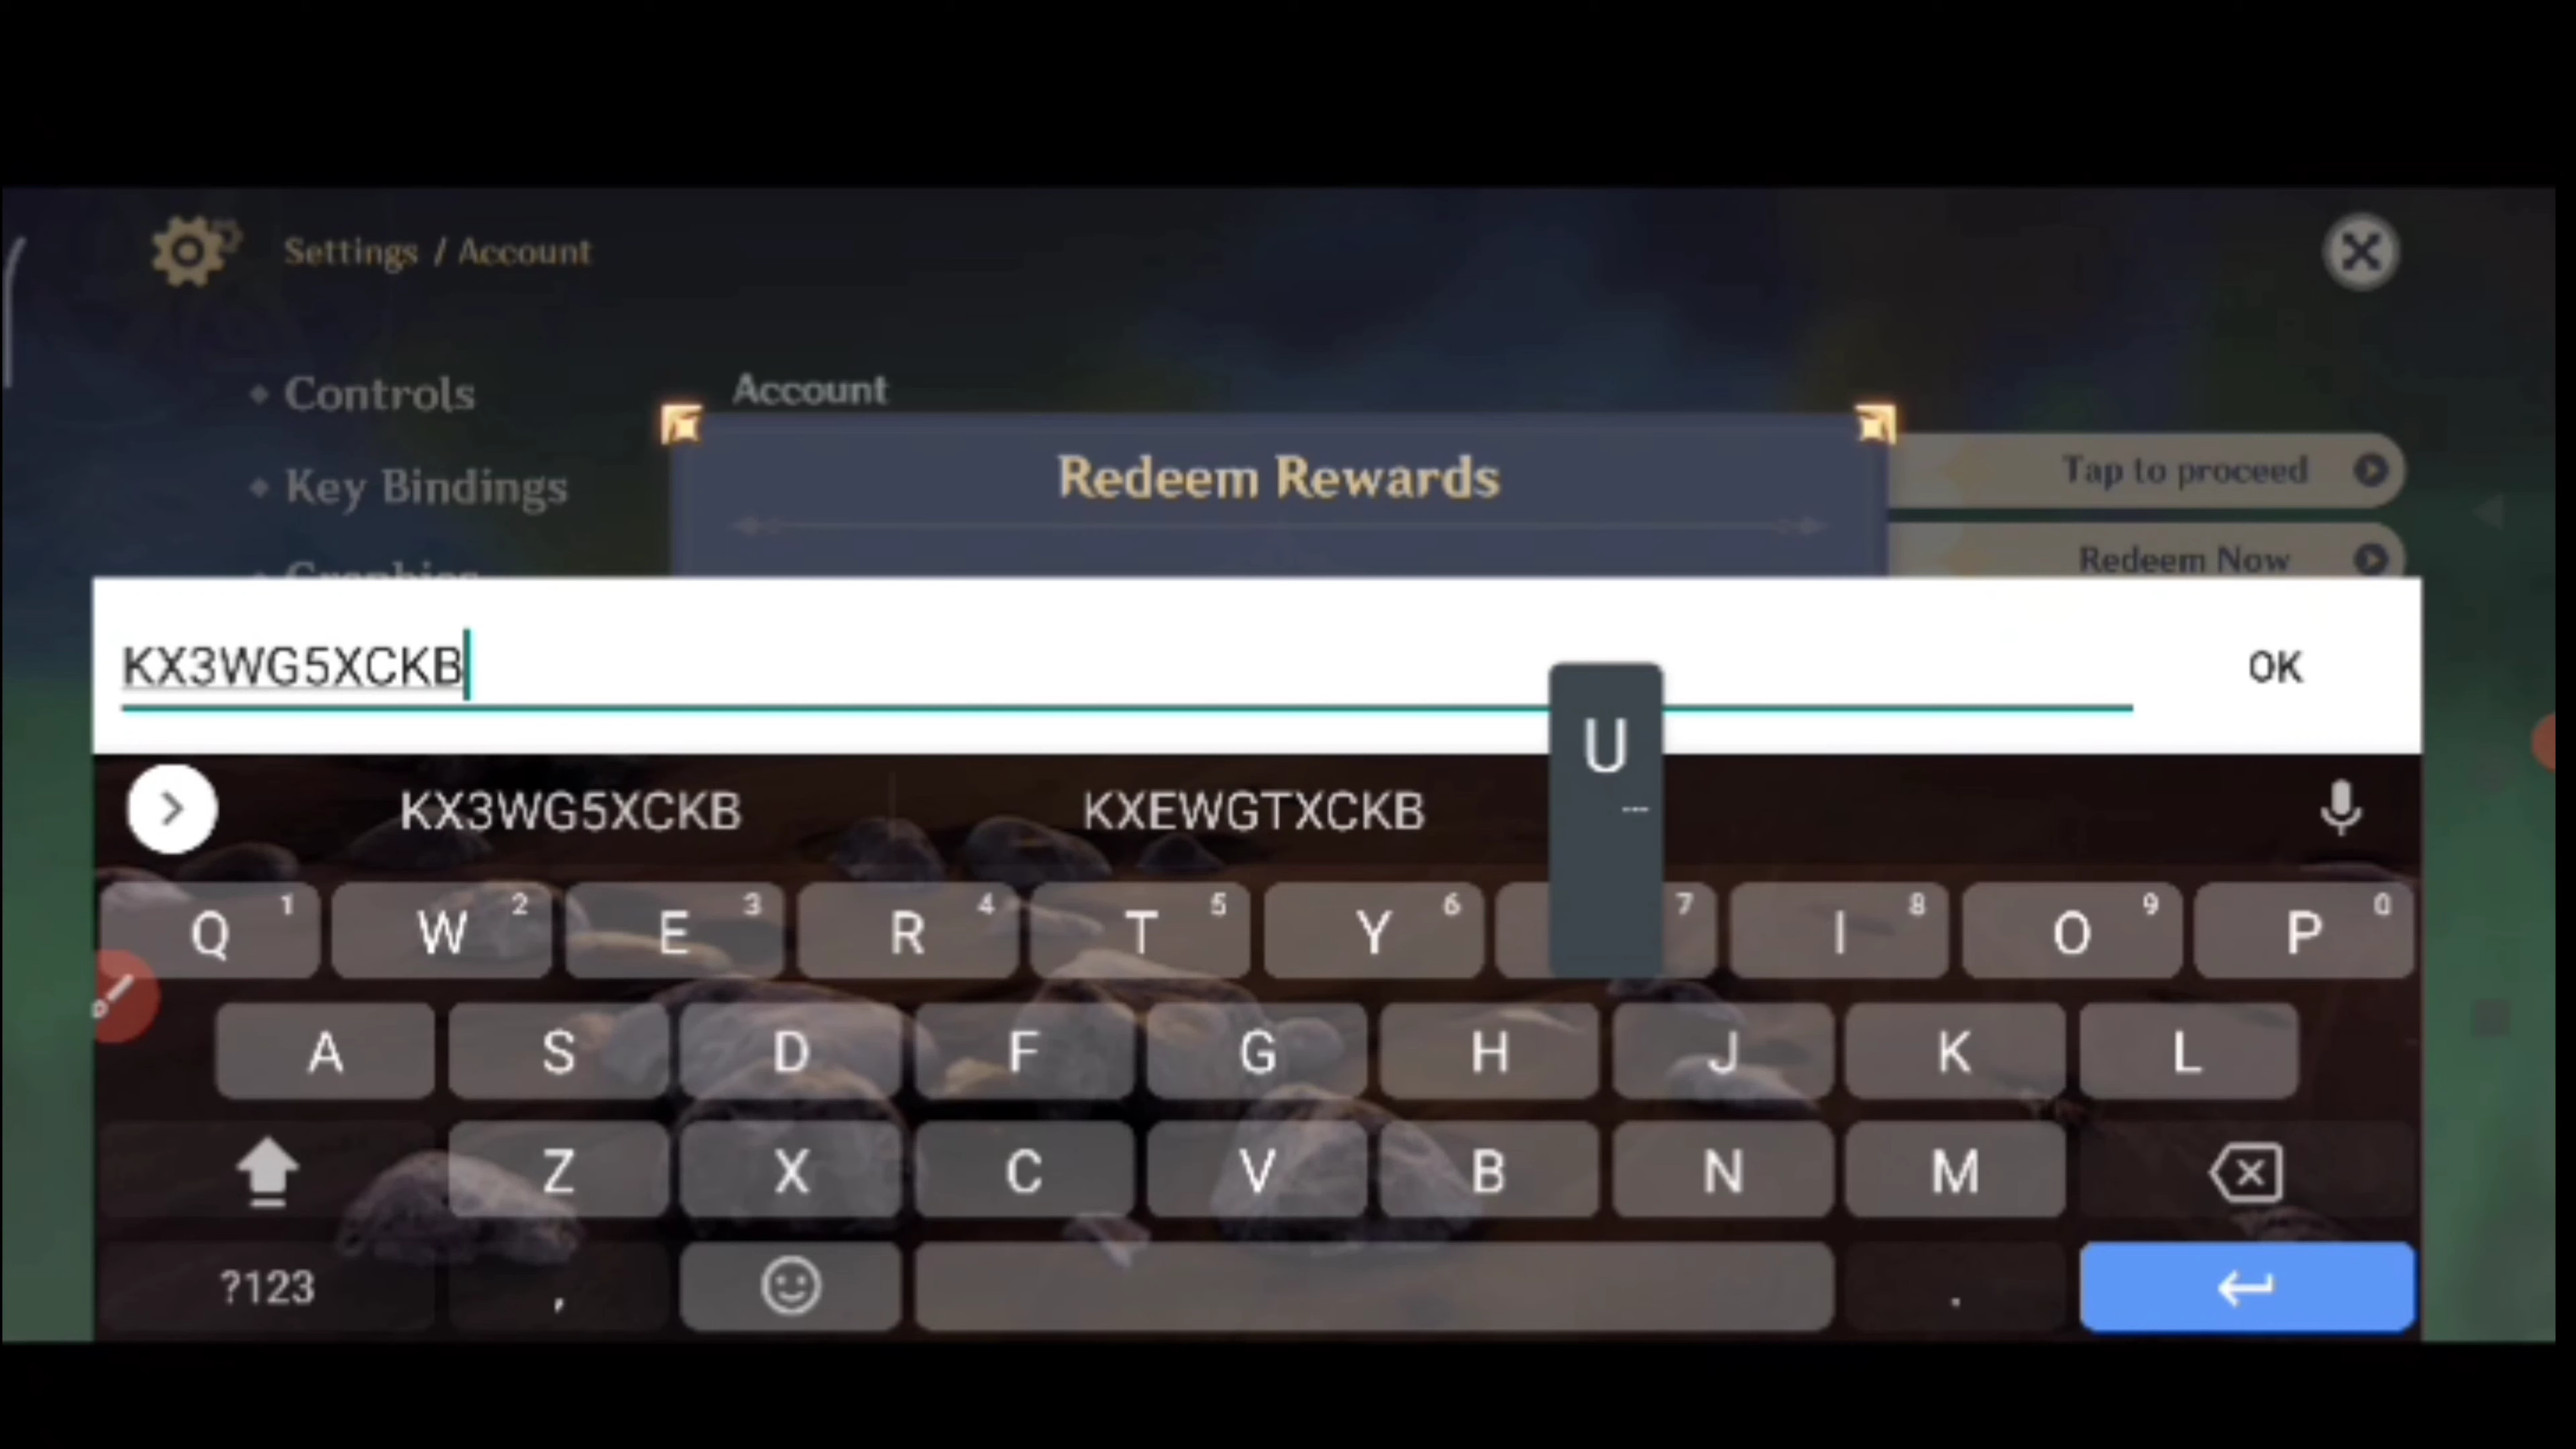 Settings / Account
Controls
Account
Key Bindings
Redeem Rewards
Tap to proceed
Graphics
Redeem Now
KX3WG5XCKB
OK
U
...
KX3WG5XCKB
KXEWGTXCKB
Q 1 W 2 E 3 R 4 T 5 Y 6 7 I 8 O 9 P 0
A S D F G H J K L
Z X C V B N M
?123 , .